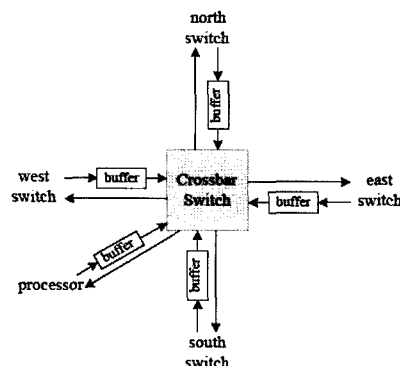 north
switch
buffer
west
switch
buffer
Crossbar
Switch
east
switch
buffer
buffer
processor
buffer
south
switch